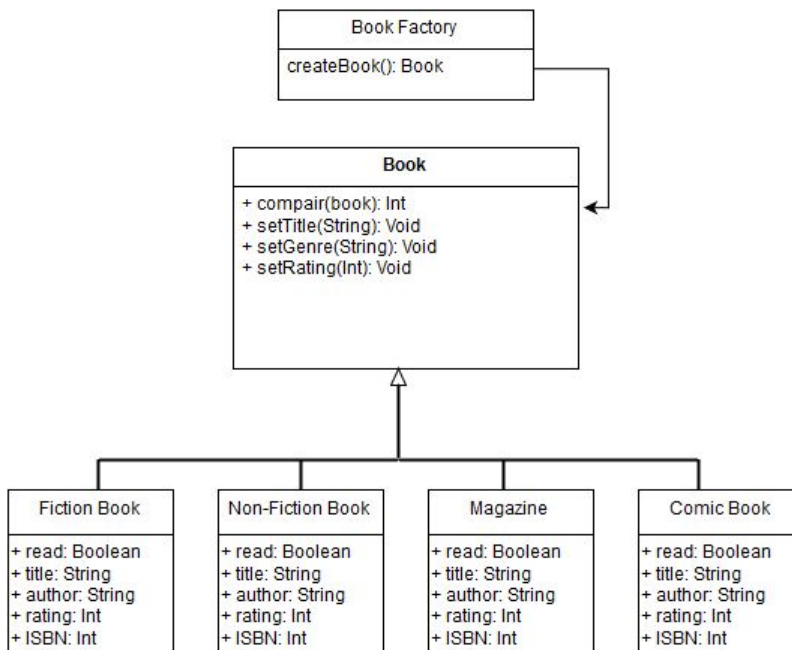 Book Factory
createBook(): Book
Book
+ compair(book): Int
+ setTitle(String): Void
+ setGenre(String): Void
+ setRating(Int): Void
Fiction Book
+ read: Boolean
+ title: String
+ author: String
+ rating: Int
+ ISBN: Int
Non-Fiction Book
+ read: Boolean
+ title: String
+ author: String
+ rating: Int
+ ISBN: Int
Magazine
+ read: Boolean
+ title: String
+ author: String
+ rating: Int
+ ISBN: Int
Comic Book
+ read: Boolean
+ title: String
+ author: String
+ rating: Int
+ ISBN: Int